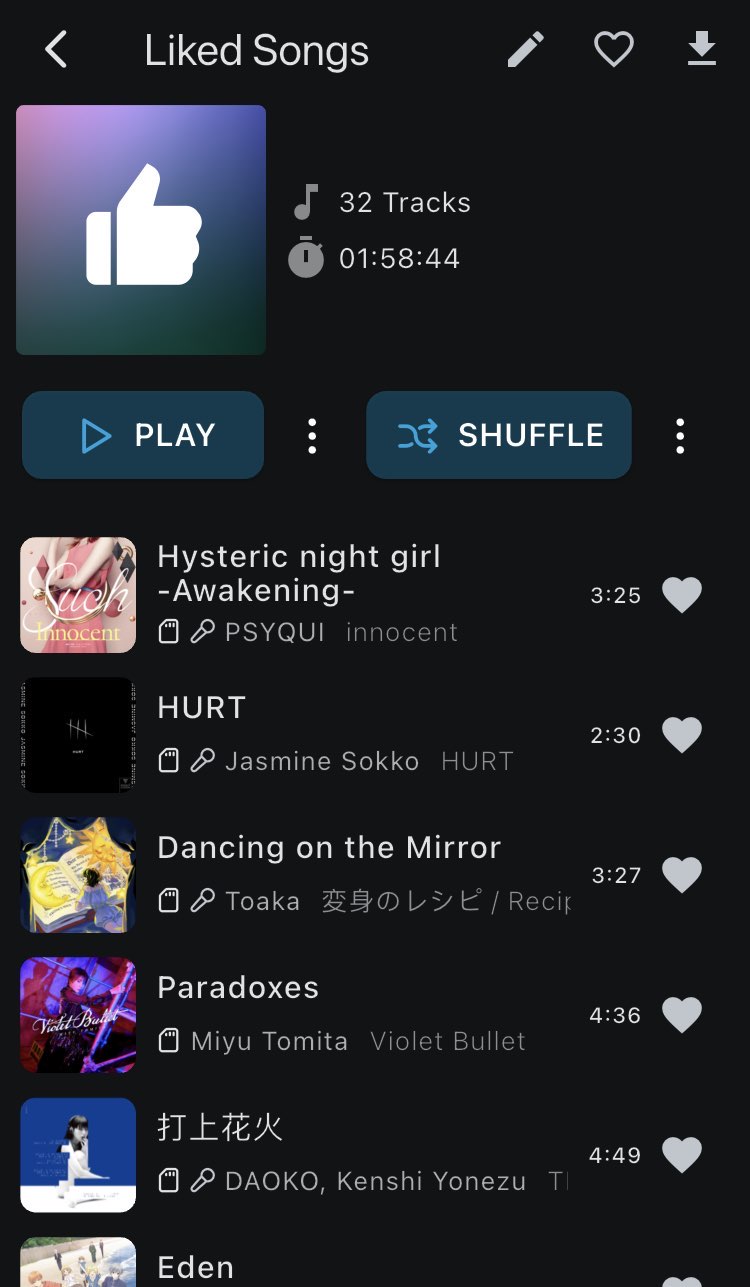 Liked Songs
32 Tracks
01:58:44
PLAY
SHUFFLE
Such
Innocent
Hysteric night girl
-Awakening-
3:25
PSYQUI innocent
HURT
HURT
2:30
Jasmine Sokko HURT
Dancing on the Mirror
3:27
Toaka 変身のレシピ / Recip
Violet Bullet
Paradoxes
4:36
Miyu Tomita Violet Bullet
打上花火
4:49
DAOKO, Kenshi Yonezu
Eden